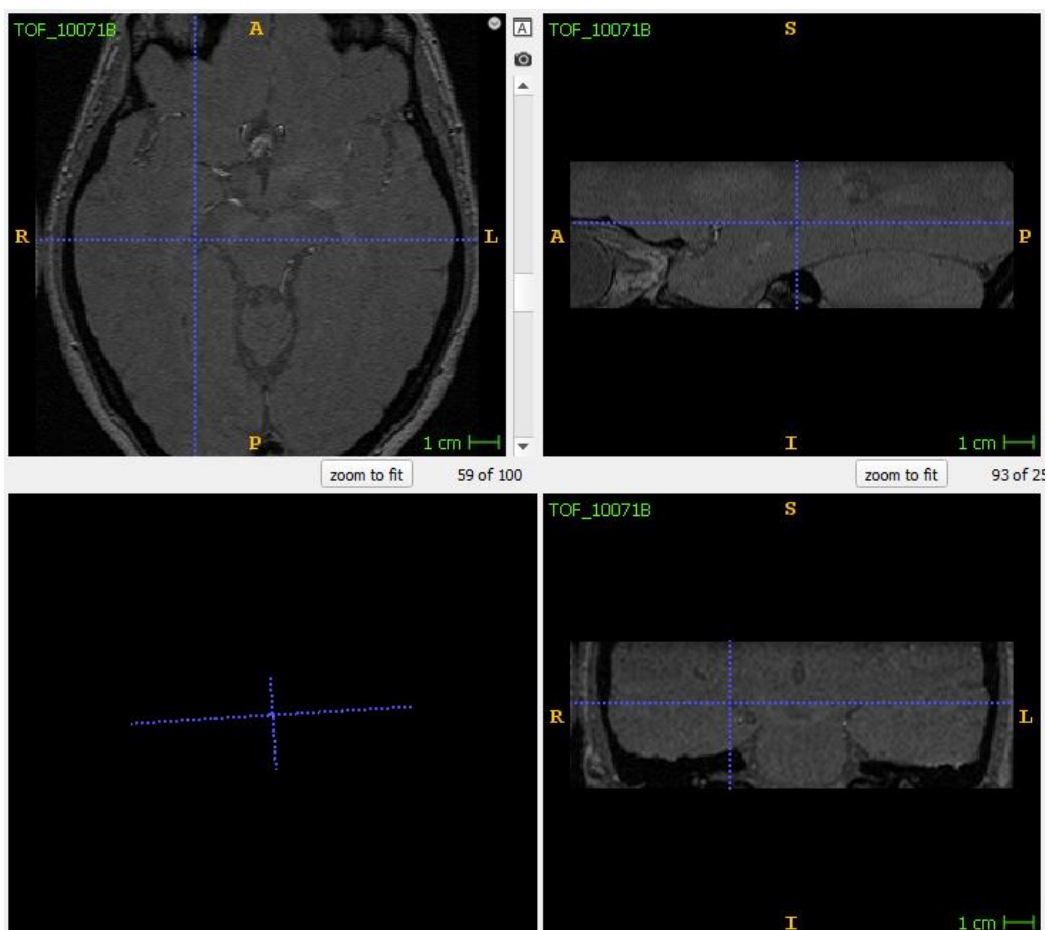 TOF_10071B
A
R
L
P
1 cm
A
TOF_10071B
S
A
P
I
1 cm
zoom to fit
59 of 100
zoom to fit
93 of 25
TOF_10071B
S
R
L
I
1 cm